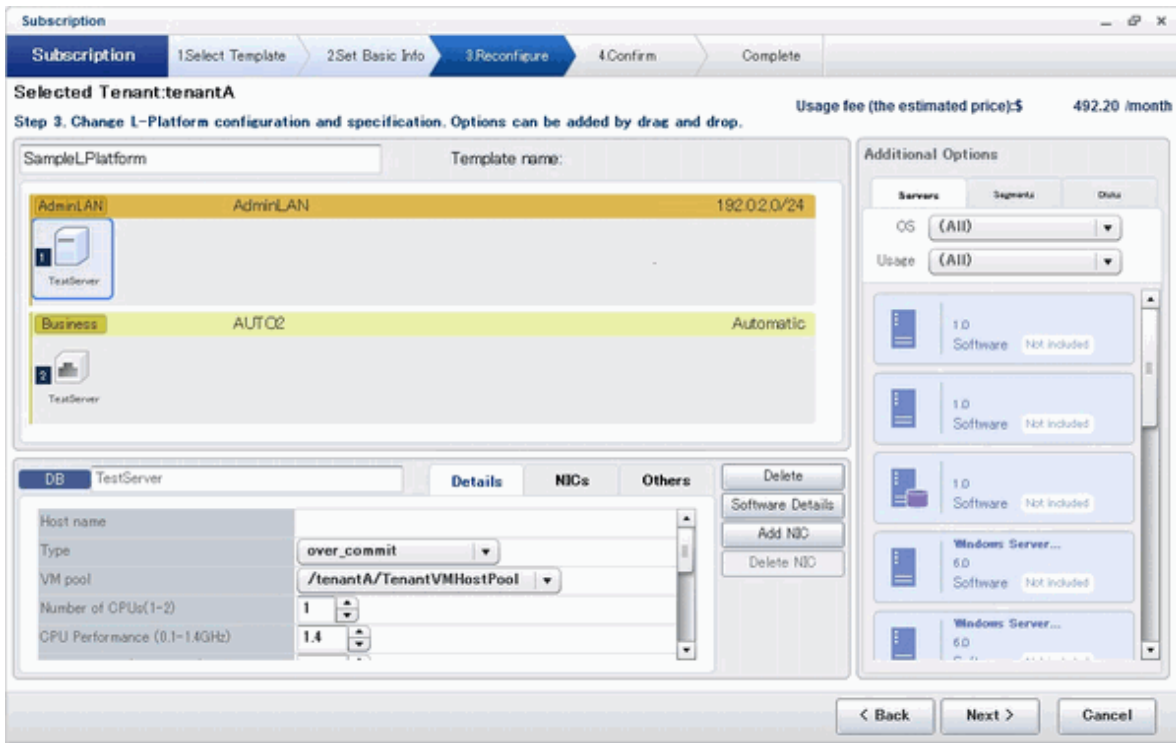 Subscription
Subscription 1.Select Template 2.Set Basic Info 3.Reconfigure 4.Confirm Complete
Selected Tenant:tenantA
Usage fee (the estimated price):$ 492.20 /month
Step 3. Change L-Platform configuration and specification. Options can be added by drag and drop.
SampleLPlatform Template name:
AdminLAN AdminLAN 192.0.2.0/24
1
TestServer
Business AUTO2 Automatic
2
TestServer
DB TestServer Details NICs Others
Host name
Type over_commit
VM pool /tenantA/TenantVMHostPool
Number of CPUs(1-2) 1
CPU Performance (0.1-1.4GHz) 1.4
Delete
Software Details
Add NIC
Delete NIC
Additional Options
Servers Segments Disks
OS (All)
Usage (All)
1.0
Software Not included
1.0
Software Not included
1.0
Software Not included
Windows Server...
6.0
Software Not included
Windows Server...
6.0
< Back Next > Cancel